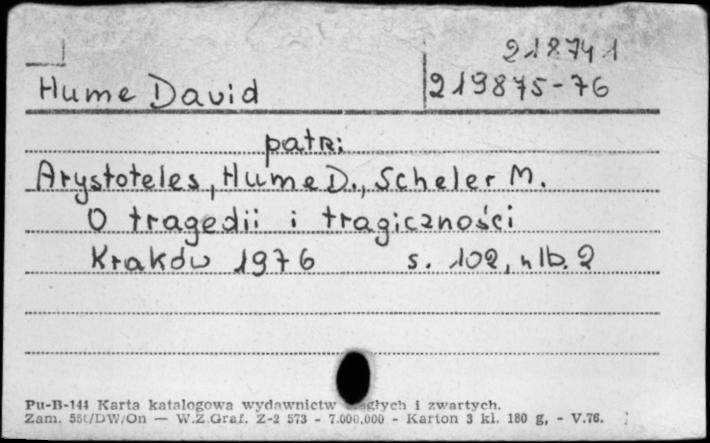 218741
Hume David 219875-76
patrz:
Arystoteles, Hume D., Scheler M.
O tragedii i tragiczności
Kraków 1976 s. 102, nlb. 2
Pu-B-144 Karta katalogowa wydawnictw ciągłych i zwartych.
Zam. /DW/On — W.Z.Graf. Z-2 573 - 7.000.000 - Karton 3 kl. 180 g, - V.76.